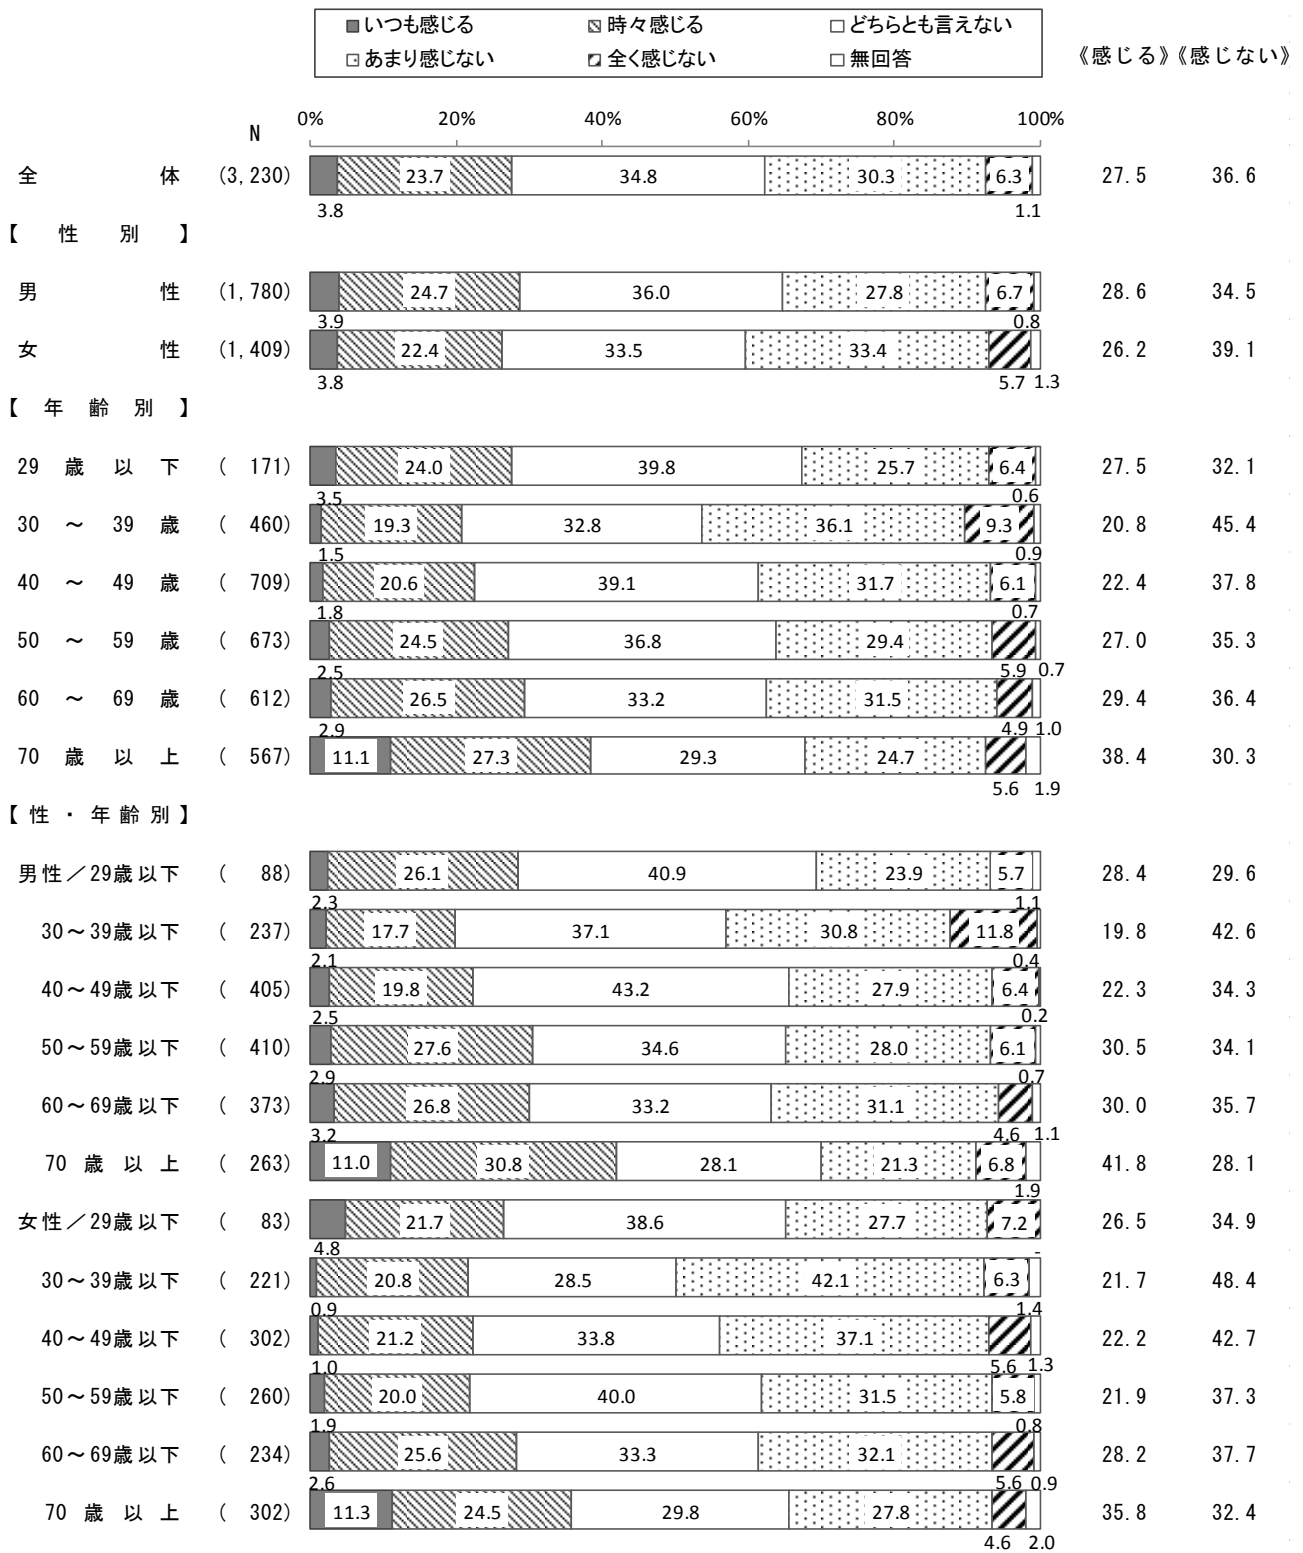 いつも感じる 時々感じる どちらとも言えない
あまり感じない 全く感じない 無回答 《感じる》《感じない》
0% 20% 40% 60% 80% 100%
N
全体 (3,230) 23.7 34.8 30.3 6.3 27.5 36.6
3.8 1.1
【性別】
男性 (1,780) 24.7 36.0 27.8 6.7 28.6 34.5
3.9 0.8
女性 (1,409) 22.4 33.5 33.4 26.2 39.1
3.8 5.7 1.3
【年齢別】
29歳以下 ( 171) 24.0 39.8 25.7 6.4 27.5 32.1
3.5 0.6
30～39歳 ( 460) 19.3 32.8 36.1 9.3 20.8 45.4
1.5 0.9
40～49歳 ( 709) 20.6 39.1 31.7 6.1 22.4 37.8
1.8 0.7
50～59歳 ( 673) 24.5 36.8 29.4 27.0 35.3
2.5 5.9 0.7
60～69歳 ( 612) 26.5 33.2 31.5 29.4 36.4
2.9 4.9 1.0
70歳以上 ( 567) 11.1 27.3 29.3 24.7 38.4 30.3
5.6 1.9
【性・年齢別】
男性／29歳以下 ( 88) 26.1 40.9 23.9 5.7 28.4 29.6
2.3 1.1
30～39歳以下 ( 237) 17.7 37.1 30.8 11.8 19.8 42.6
2.1 0.4
40～49歳以下 ( 405) 19.8 43.2 27.9 6.4 22.3 34.3
2.5 0.2
50～59歳以下 ( 410) 27.6 34.6 28.0 6.1 30.5 34.1
2.9 0.7
60～69歳以下 ( 373) 26.8 33.2 31.1 30.0 35.7
3.2 4.6 1.1
70歳以上 ( 263) 11.0 30.8 28.1 21.3 6.8 41.8 28.1
1.9
女性／29歳以下 ( 83) 21.7 38.6 27.7 7.2 26.5 34.9
4.8 -
30～39歳以下 ( 221) 20.8 28.5 42.1 6.3 21.7 48.4
0.9 1.4
40～49歳以下 ( 302) 21.2 33.8 37.1 22.2 42.7
1.0 5.6 1.3
50～59歳以下 ( 260) 20.0 40.0 31.5 5.8 21.9 37.3
1.9 0.8
60～69歳以下 ( 234) 25.6 33.3 32.1 28.2 37.7
2.6 5.6 0.9
70歳以上 ( 302) 11.3 24.5 29.8 27.8 35.8 32.4
4.6 2.0